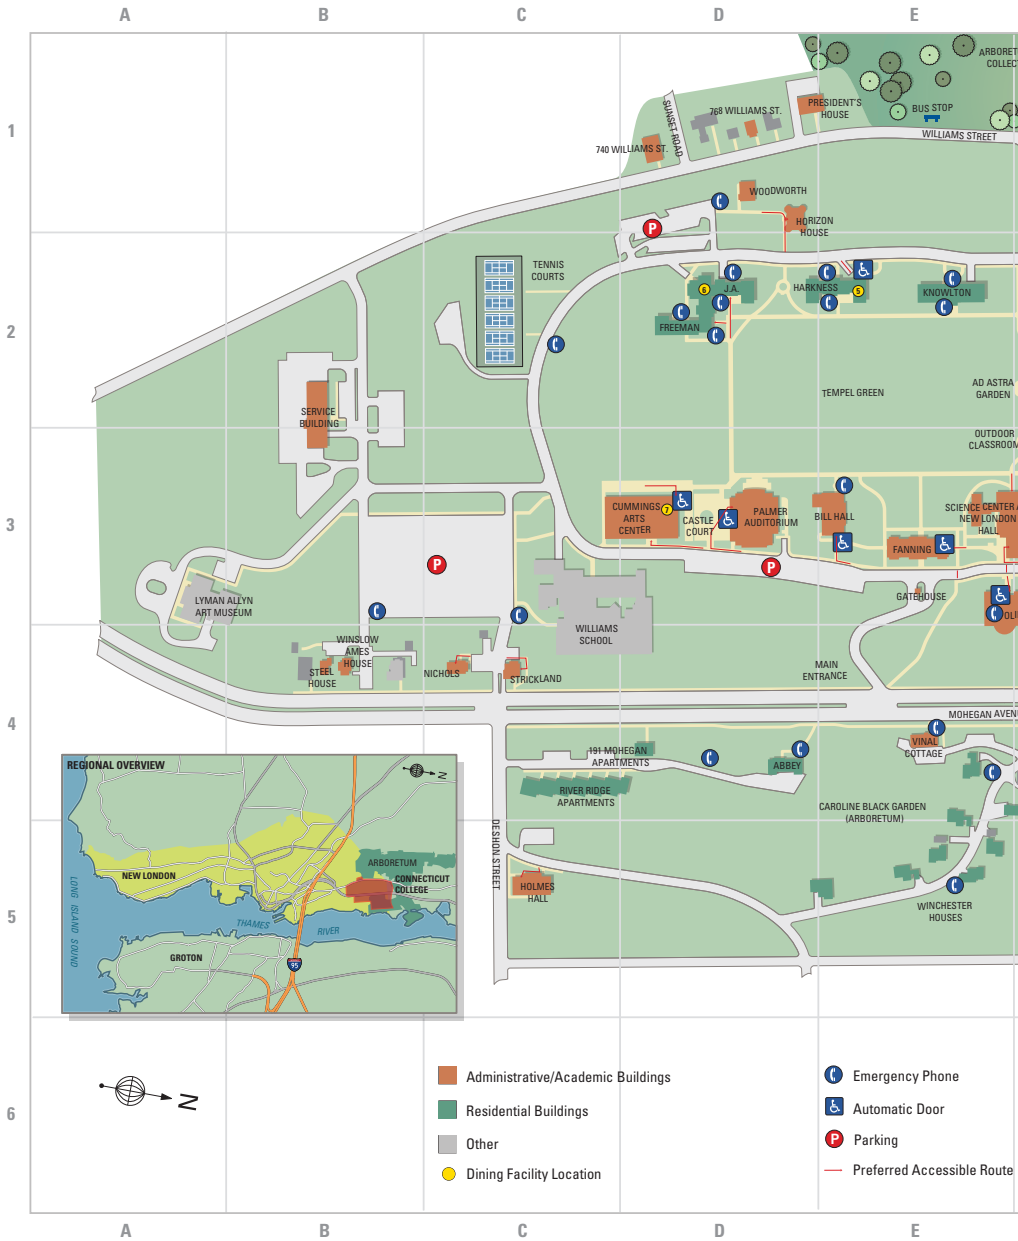 A B C D E
1
2
3
4
5
6
ARBORET
COLLEC
BUS STOP
WILLIAMS STREET
PRESIDENT'S
HOUSE
768 WILLIAMS ST.
SUNSET ROAD
740 WILLIAMS ST.
WOODWORTH
HORIZON
HOUSE
P
TENNIS
COURTS
6
J.A.
HARKNESS
5
KNOWLTON
FREEMAN
TEMPEL GREEN
AD ASTRA
GARDEN
SERVICE
BUILDING
OUTDOOR
CLASSROOM
CUMMINGS
ARTS
CENTER
7
CASTLE
COURT
PALMER
AUDITORIUM
BILL HALL
SCIENCE CENTER A
NEW LONDON
HALL
FANNING
P
P
GATEHOUSE
OLI
LYMAN ALLYN
ART MUSEUM
WILLIAMS
SCHOOL
WINSLOW
AMES
HOUSE
STEEL
HOUSE
NICHOLS
STRICKLAND
MAIN
ENTRANCE
MOHEGAN AVEN
191 MOHEGAN
APARTMENTS
ABBEY
VINAL
COTTAGE
RIVER RIDGE
APARTMENTS
CAROLINE BLACK GARDEN
(ARBORETUM)
DESHON STREET
HOLMES
HALL
WINCHESTER
HOUSES
REGIONAL OVERVIEW
N
ARBORETUM
NEW LONDON
CONNECTICUT
COLLEGE
LONG ISLAND SOUND
THAMES RIVER
GROTON
95
N
Administrative/Academic Buildings
Residential Buildings
Other
Dining Facility Location
Emergency Phone
Automatic Door
P Parking
Preferred Accessible Route
A B C D E